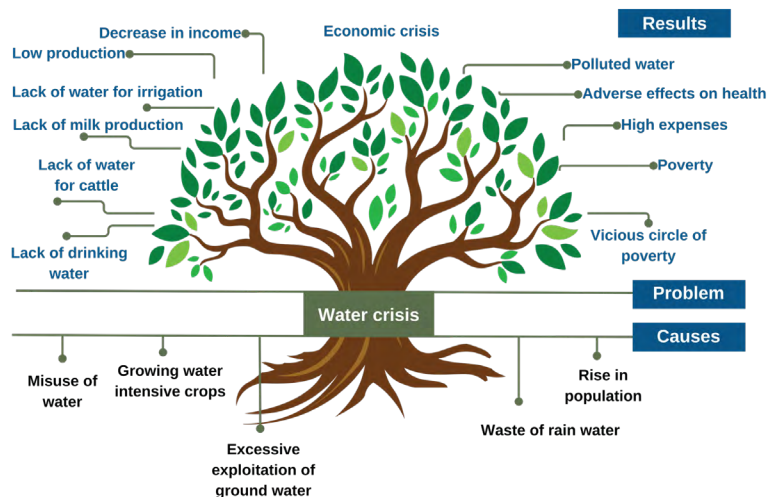 Results
Economic crisis
Decrease in income
Low production
Lack of water for irrigation
Lack of milk production
Lack of water
for cattle
Lack of drinking
water
Polluted water
Adverse effects on health
High expenses
Poverty
Vicious circle of
poverty
Problem
Water crisis
Causes
Misuse of
water
Growing water
intensive crops
Excessive
exploitation of
ground water
Waste of rain water
Rise in
population